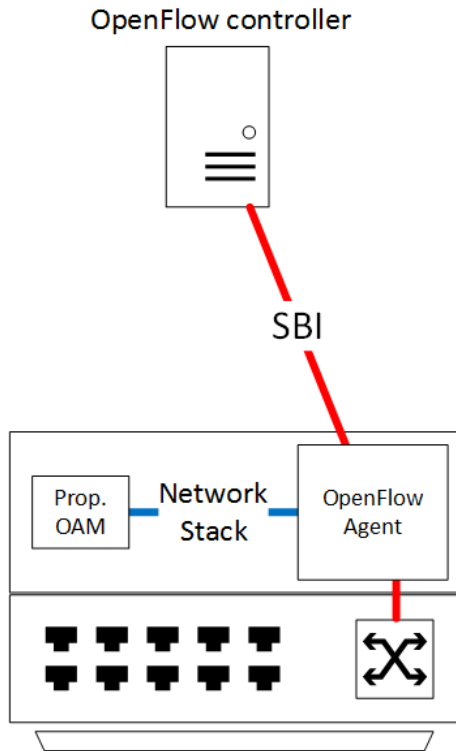 OpenFlow controller
SBI
Prop.
OAM
Network
Stack
OpenFlow
Agent